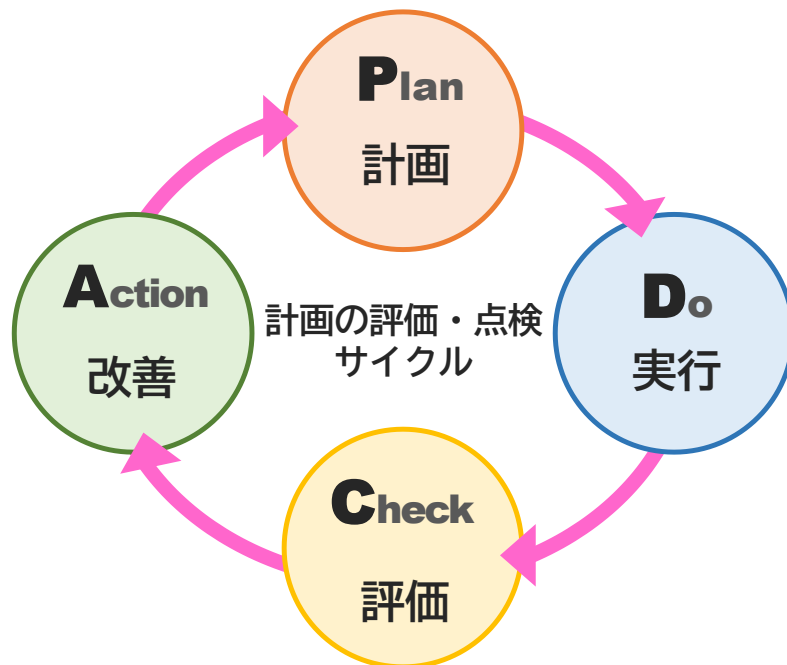 Plan
計画
Do
実行
Check
評価
Action
改善
計画の評価・点検
サイクル